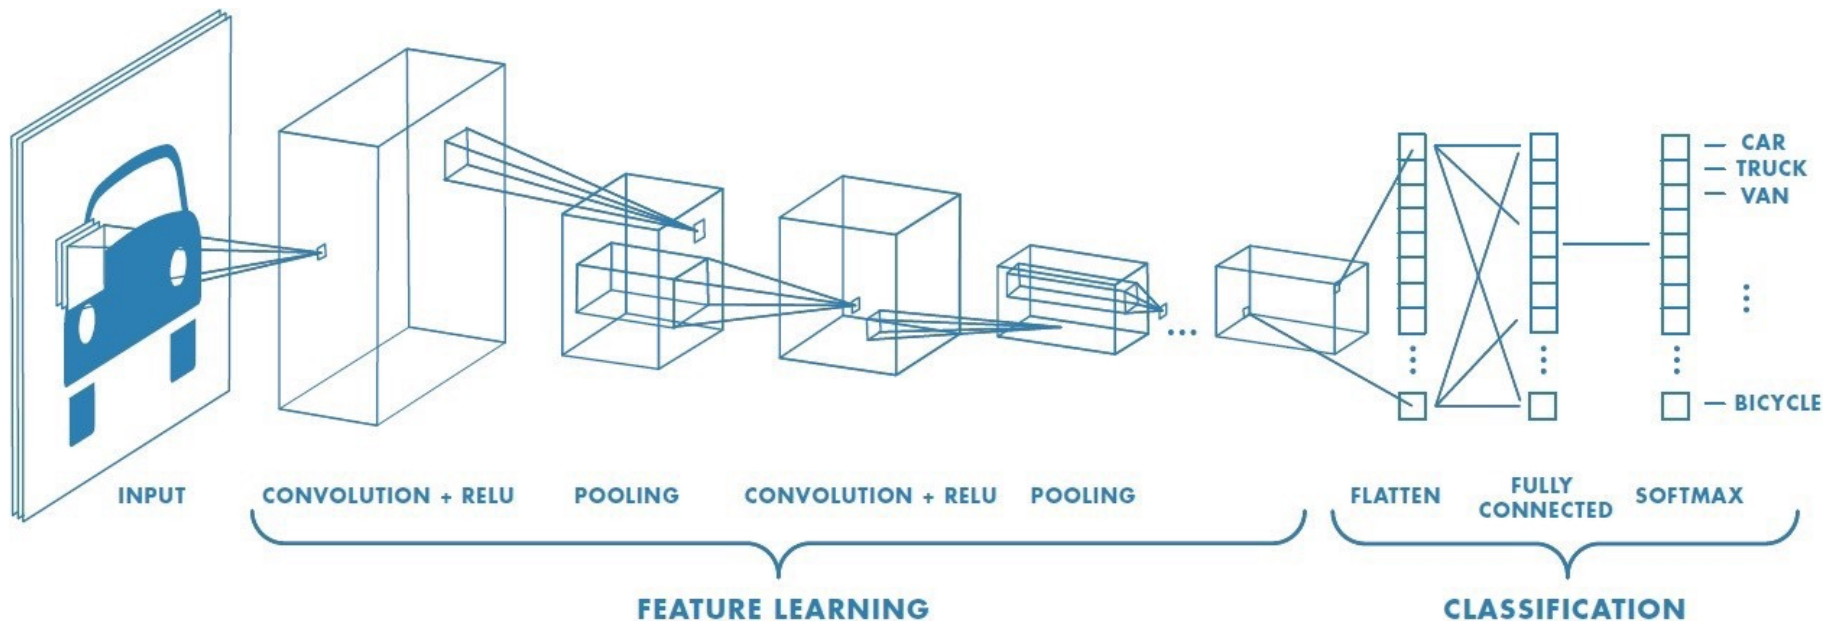 CAR
TRUCK
VAN
BICYCLE
INPUT
CONVOLUTION + RELU
POOLING
CONVOLUTION + RELU
POOLING
FLATTEN
FULLY
CONNECTED
SOFTMAX
FEATURE LEARNING
CLASSIFICATION